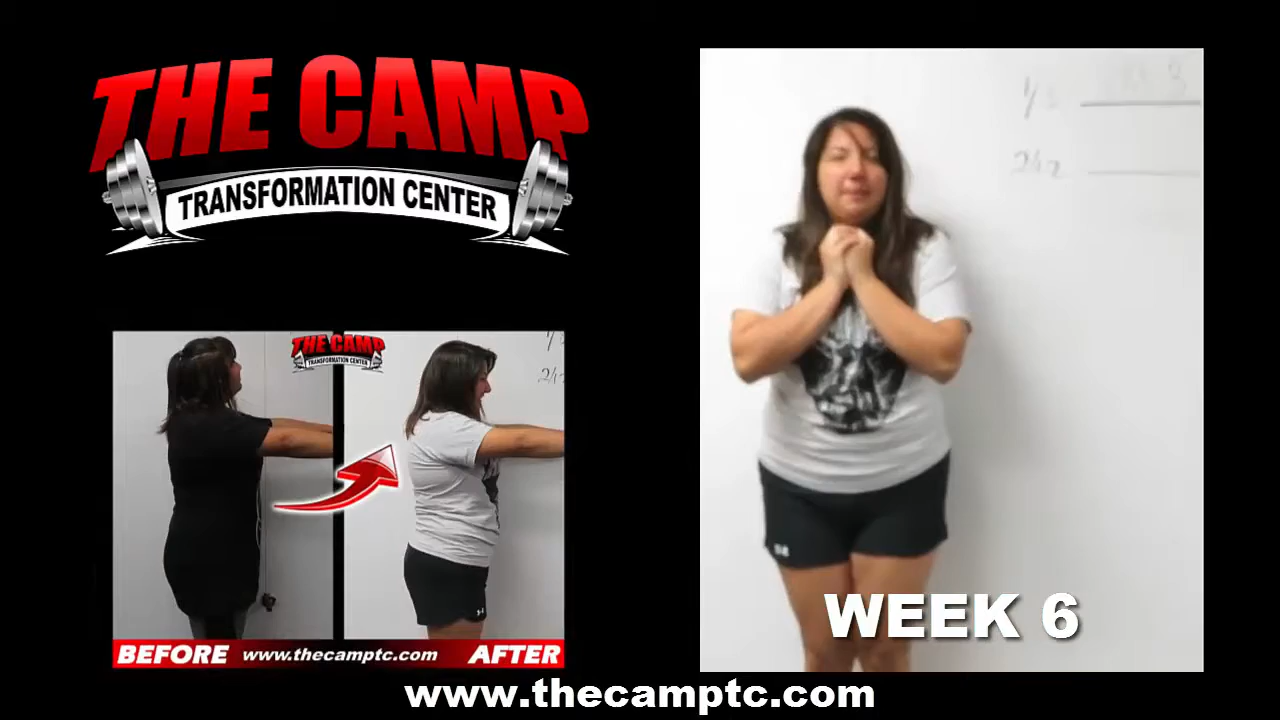 THE CAMP
TRANSFORMATION CENTER
THE CAMP
TRANSFORMATION CENTER
BEFORE
www.thecamptc.com
AFTER
WEEK 6
www.thecamptc.com